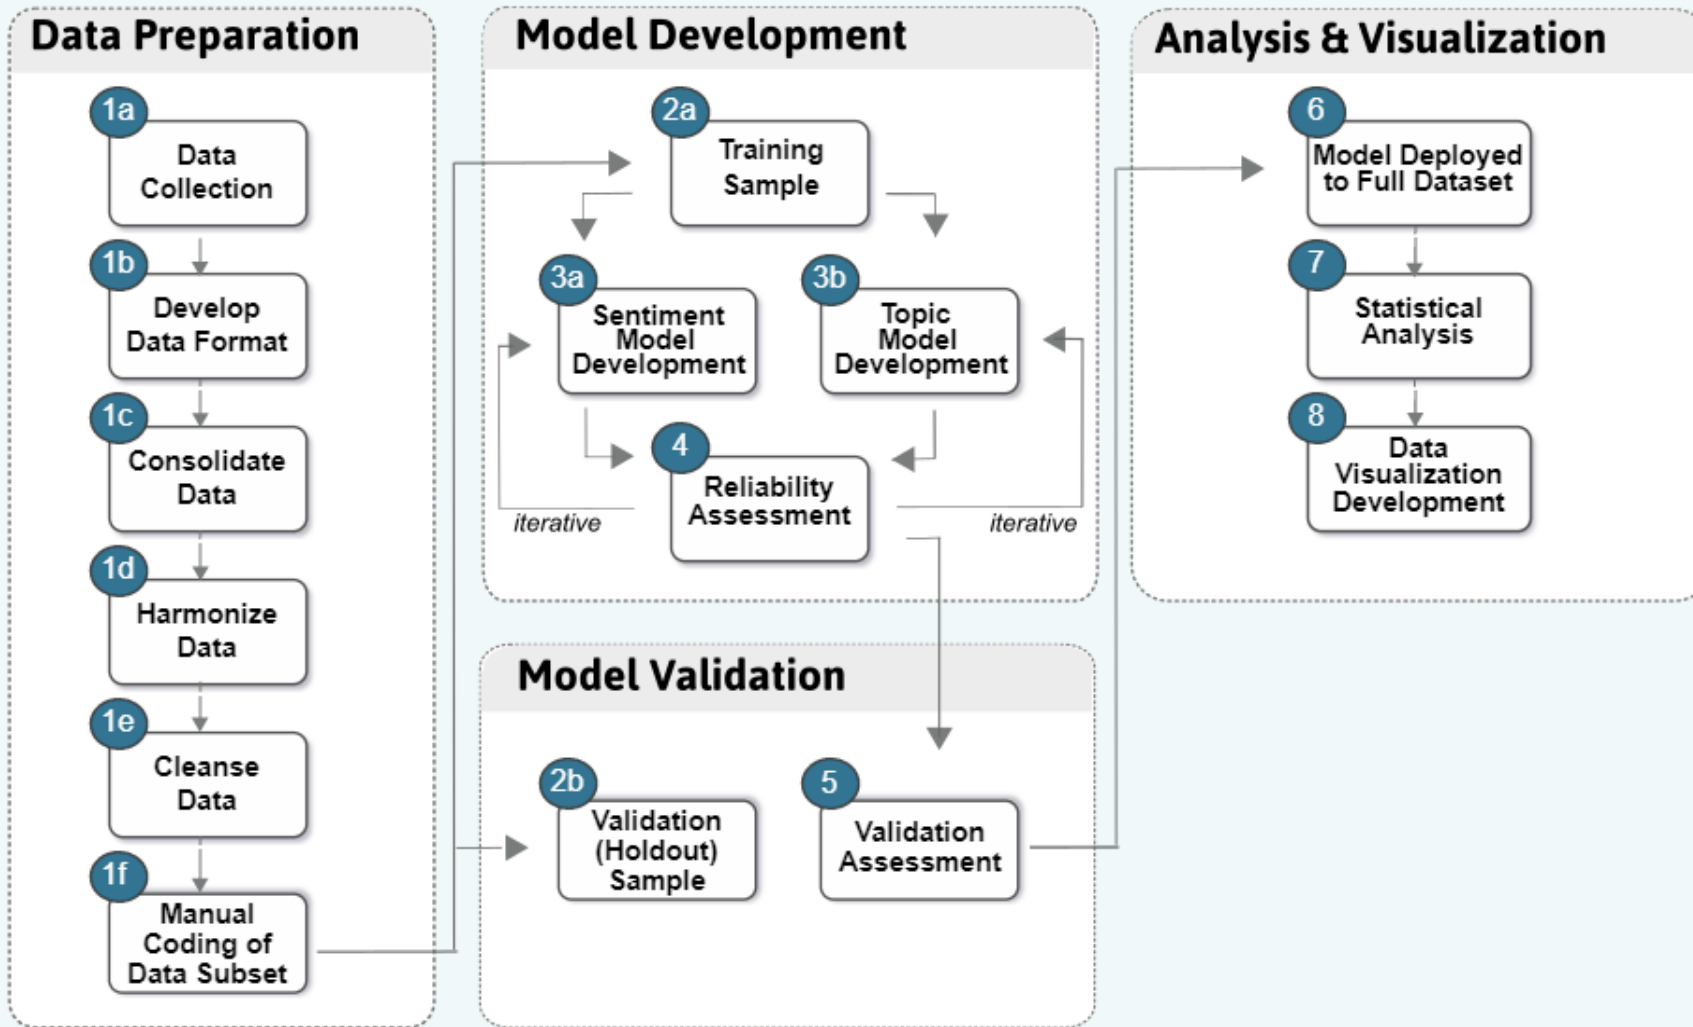 Data Preparation
1a
Data
Collection
1b
Develop
Data Format
1c
Consolidate
Data
1d
Harmonize
Data
1e
Cleanse
Data
1f
Manual
Coding of
Data Subset
Model Development
2a
Training
Sample
3a
Sentiment
Model
Development
3b
Topic
Model
Development
4
Reliability
Assessment
iterative
iterative
Model Validation
2b
Validation
(Holdout)
Sample
5
Validation
Assessment
Analysis & Visualization
6
Model Deployed
to Full Dataset
7
Statistical
Analysis
8
Data
Visualization
Development